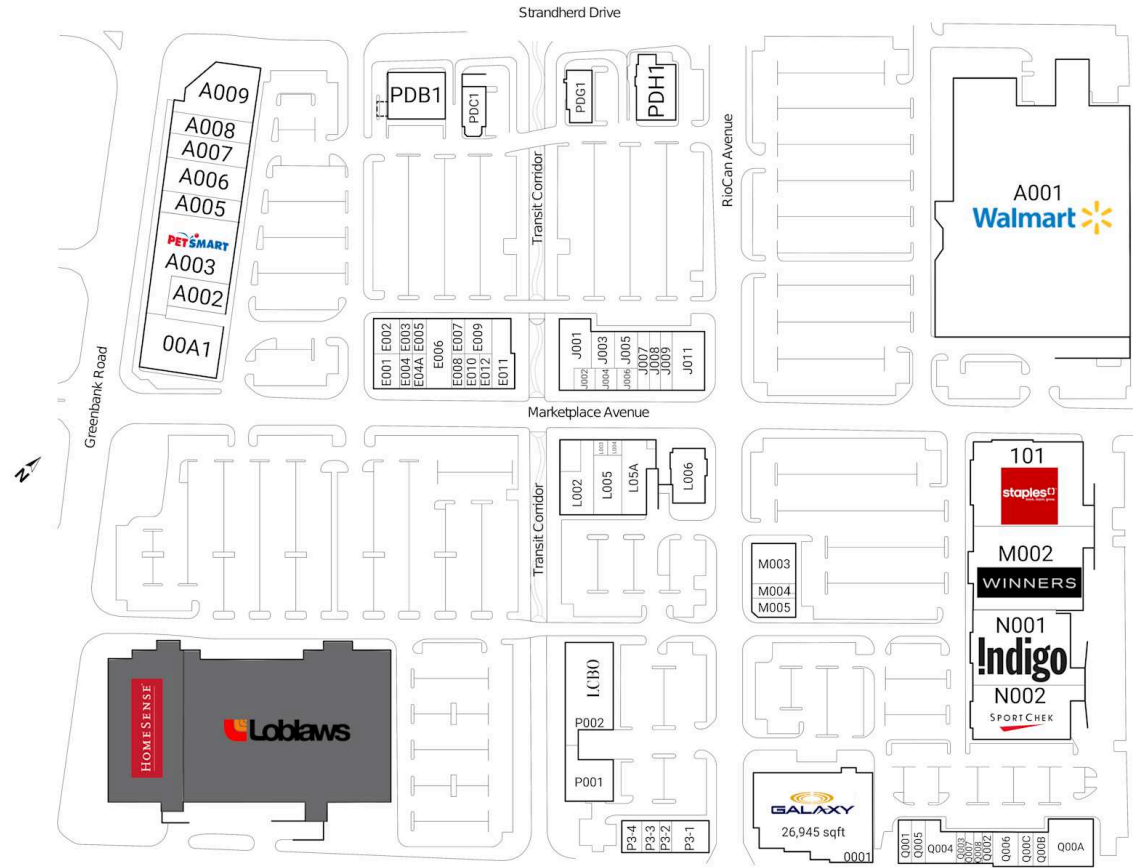 Strandherd Drive
A009
A008
A007
A006
A005
PETSMART
A003
A002
00A1
PDB1
PDC1
PDG1
PDH1
Transit Corridor
RioCan Avenue
A001
Walmart
Greenbank Road
N
E002
E003
E005
E006
E007
E009
E001
E004
E04A
E008
E010
E012
E011
J001
J003
J005
J002
J004
J006
J007
J008
J009
J011
Marketplace Avenue
Transit Corridor
L002
L003
L004
L005
L05A
L006
M003
M004
M005
101
staples
M002
WINNERS
N001
!ndigo
N002
SPORTCHEK
HOMESENSE
Loblaws
LCBO
P002
P001
P3-4
P3-3
P3-2
P3-1
GALAXY
26,945 sqft
0001
Q001
Q005
Q004
Q003
Q007
Q008
Q002
Q006
Q00C
Q00B
Q00A